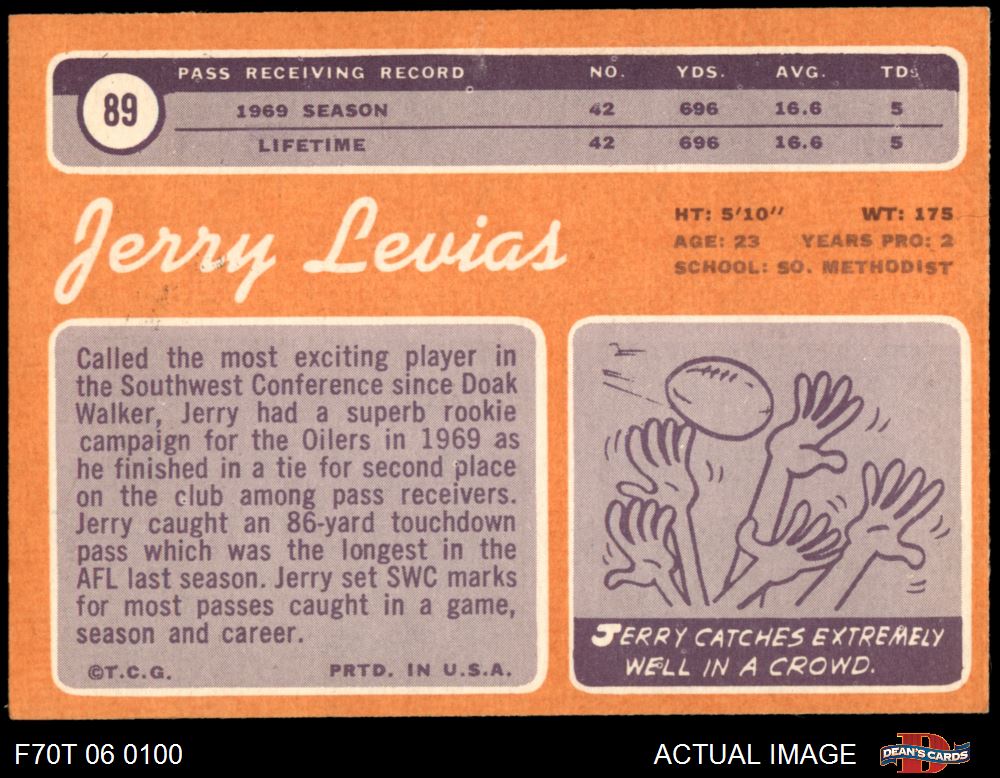 89
PASS RECEIVING RECORD NO. YDS. AVG. TDS
1969 SEASON 42 696 16.6 5
LIFETIME 42 696 16.6 5
Jerry Levias
HT: 5'10" WT: 175
AGE: 23 YEARS PRO: 2
SCHOOL: SO. METHODIST
Called the most exciting player in
the Southwest Conference since Doak
Walker, Jerry had a superb rookie
campaign for the Oilers in 1969 as
he finished in a tie for second place
on the club among pass receivers.
Jerry caught an 86-yard touchdown
pass which was the longest in the
AFL last season. Jerry set SWC marks
for most passes caught in a game,
season and career.
©T.C.G. PRTD. IN U.S.A.
JERRY CATCHES EXTREMELY
WELL IN A CROWD.
F70T 06 0100 ACTUAL IMAGE D DEAN'S CARDS